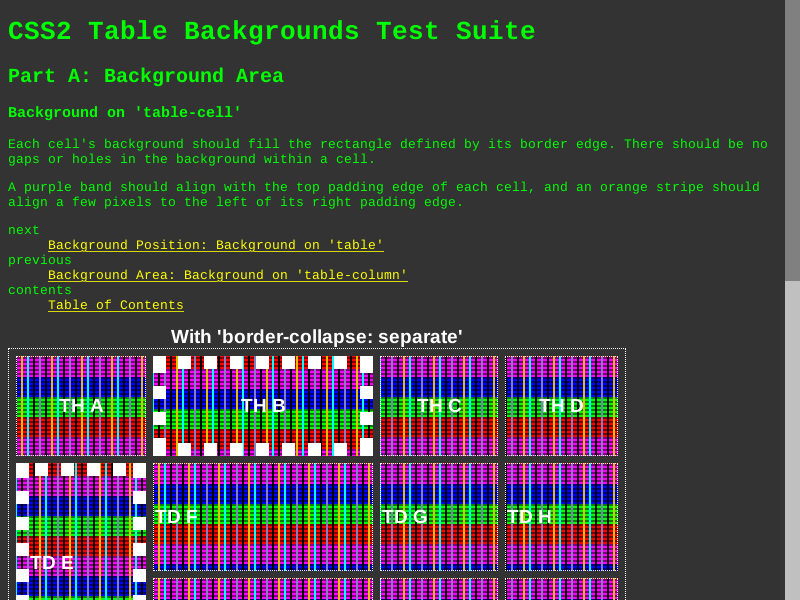 CSS2 Table Backgrounds Test Suite
Part A: Background Area
Background on 'table-cell'
Each cell's background should fill the rectangle defined by its border edge. There should be no
gaps or holes in the background within a cell.
A purple band should align with the top padding edge of each cell, and an orange stripe should
align a few pixels to the left of its right padding edge.
next
Background Position: Background on 'table'
previous
Background Area: Background on 'table-column'
contents
Table of Contents
With 'border-collapse: separate'
TH A TH B TH C TH D
TD F TD G TD H
TD E